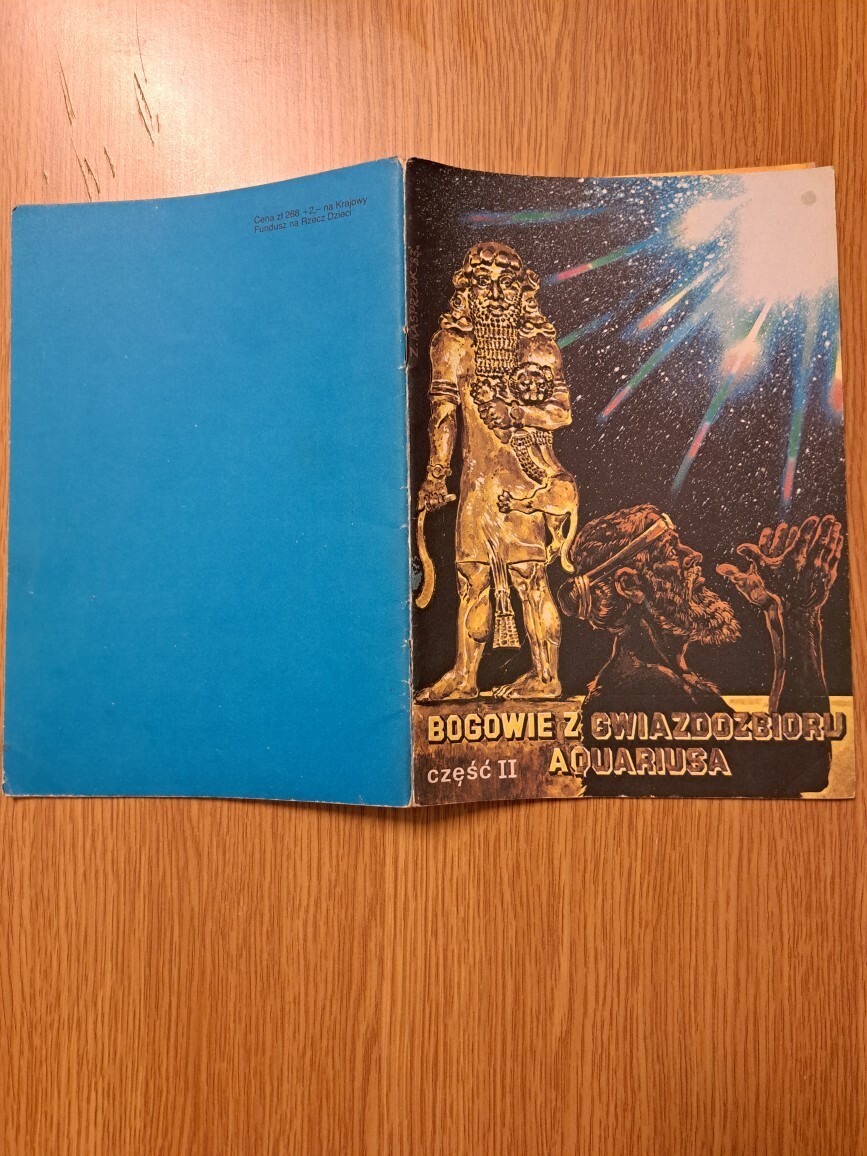 Cena zł 268 +2,– na Krajowy
Fundusz na Rzecz Dzieci
BOGOWIE Z GWIAZDOZBIORU
AQUARIUSA
część II